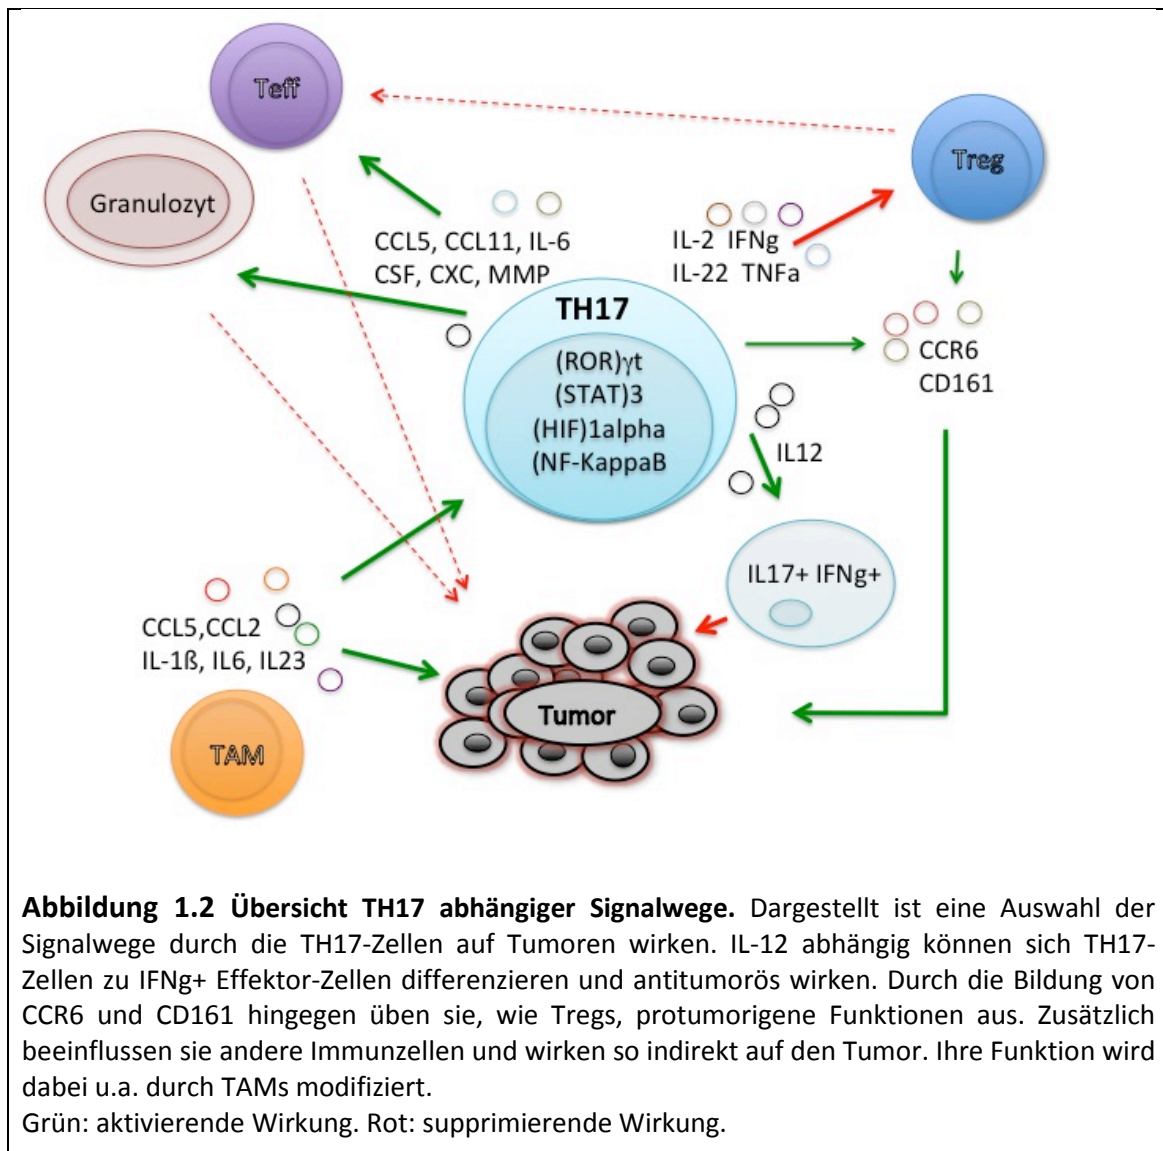 Teff
Treg
Granulozyt
CCL5, CCL11, IL-6
CSF, CXC, MMP
IL-2 IFNg
IL-22 TNFa
TH17
(ROR)γt
(STAT)3
(HIF)1alpha
(NF-KappaB
CCR6
CD161
IL12
IL17+ IFNg+
CCL5,CCL2
IL-1ß, IL6, IL23
Tumor
TAM
Abbildung 1.2 Übersicht TH17 abhängiger Signalwege. Dargestellt ist eine Auswahl der
Signalwege durch die TH17-Zellen auf Tumoren wirken. IL-12 abhängig können sich TH17-
Zellen zu IFNg+ Effektor-Zellen differenzieren und antitumorös wirken. Durch die Bildung von
CCR6 und CD161 hingegen üben sie, wie Tregs, protumorigene Funktionen aus. Zusätzlich
beeinflussen sie andere Immunzellen und wirken so indirekt auf den Tumor. Ihre Funktion wird
dabei u.a. durch TAMs modifiziert.
Grün: aktivierende Wirkung. Rot: supprimierende Wirkung.